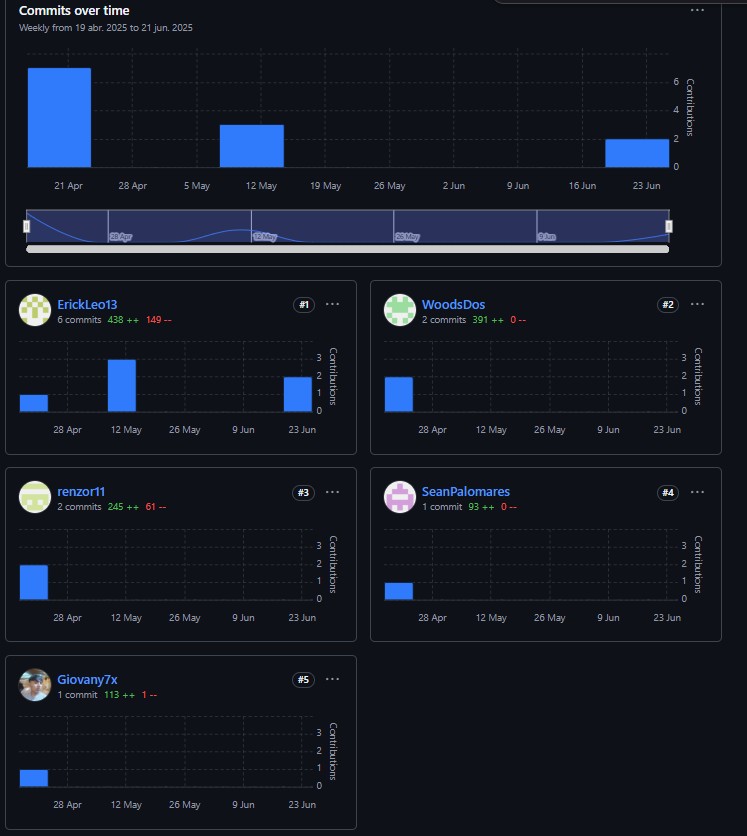 Commits over time
Weekly from 19 abr. 2025 to 21 jun. 2025
6
4
2
0
Contributions
21 Apr 28 Apr 5 May 12 May 19 May 26 May 2 Jun 9 Jun 16 Jun 23 Jun
28 Apr 12 May 26 May 9 Jun
ErickLeo13 #1
6 commits 438 ++ 149 --
3
2
1
0
Contributions
28 Apr 12 May 26 May 9 Jun 23 Jun
WoodsDos #2
2 commits 391 ++ 0 --
3
2
1
0
Contributions
28 Apr 12 May 26 May 9 Jun 23 Jun
renzor11 #3
2 commits 245 ++ 61 --
3
2
1
0
Contributions
28 Apr 12 May 26 May 9 Jun 23 Jun
SeanPalomares #4
1 commit 93 ++ 0 --
3
2
1
0
Contributions
28 Apr 12 May 26 May 9 Jun 23 Jun
Giovany7x #5
1 commit 113 ++ 1 --
3
2
1
0
Contributions
28 Apr 12 May 26 May 9 Jun 23 Jun